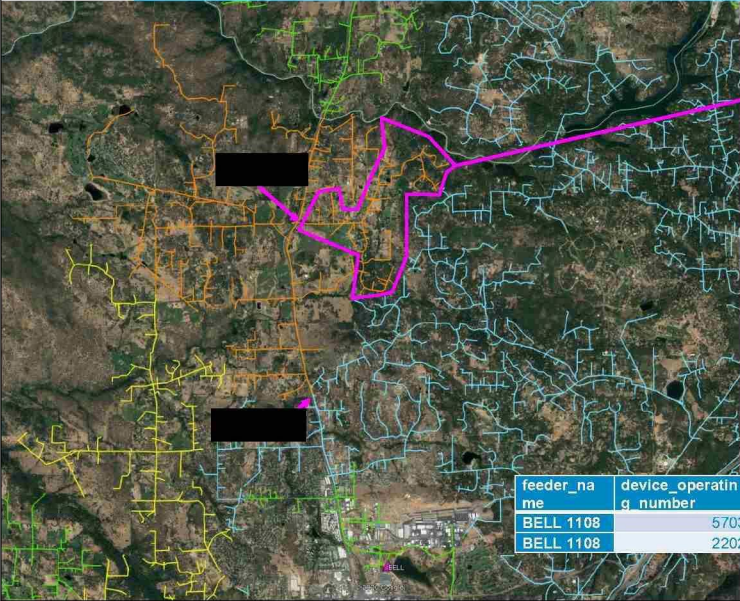 feeder_na device_operatin
me g_number
BELL 1108 5703
BELL 1108 2202
BELL